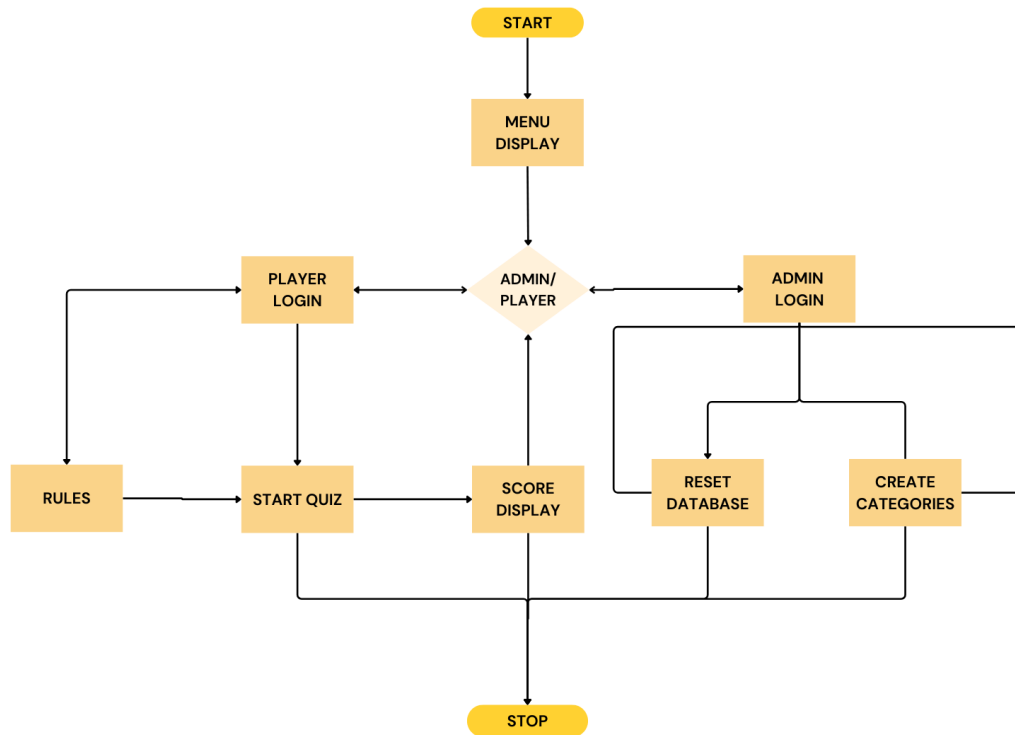 START
MENU
DISPLAY
PLAYER
LOGIN
ADMIN/
PLAYER
ADMIN
LOGIN
RULES
START QUIZ
SCORE
DISPLAY
RESET
DATABASE
CREATE
CATEGORIES
STOP